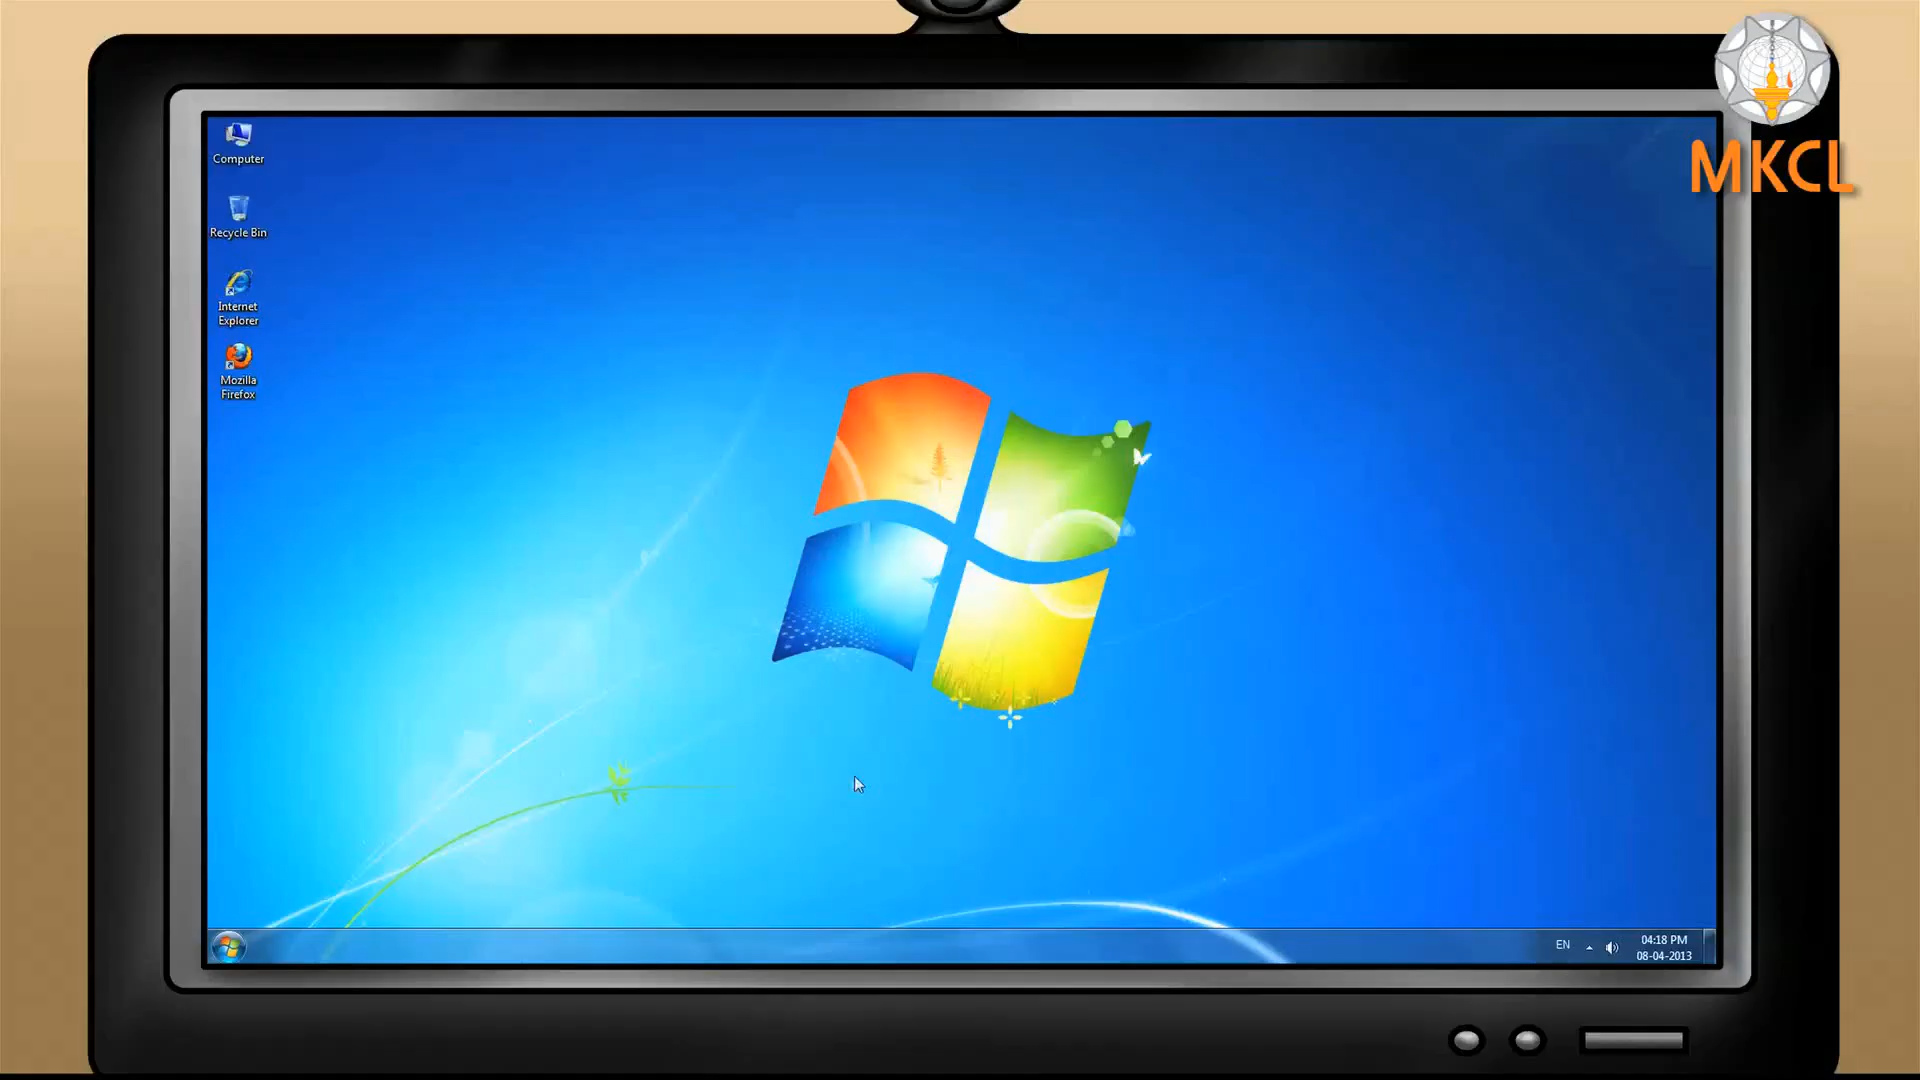 MKCL
Computer
Recycle Bin
Internet
Explorer
Mozilla
Firefox
EN
04:18 PM
08-04-2013